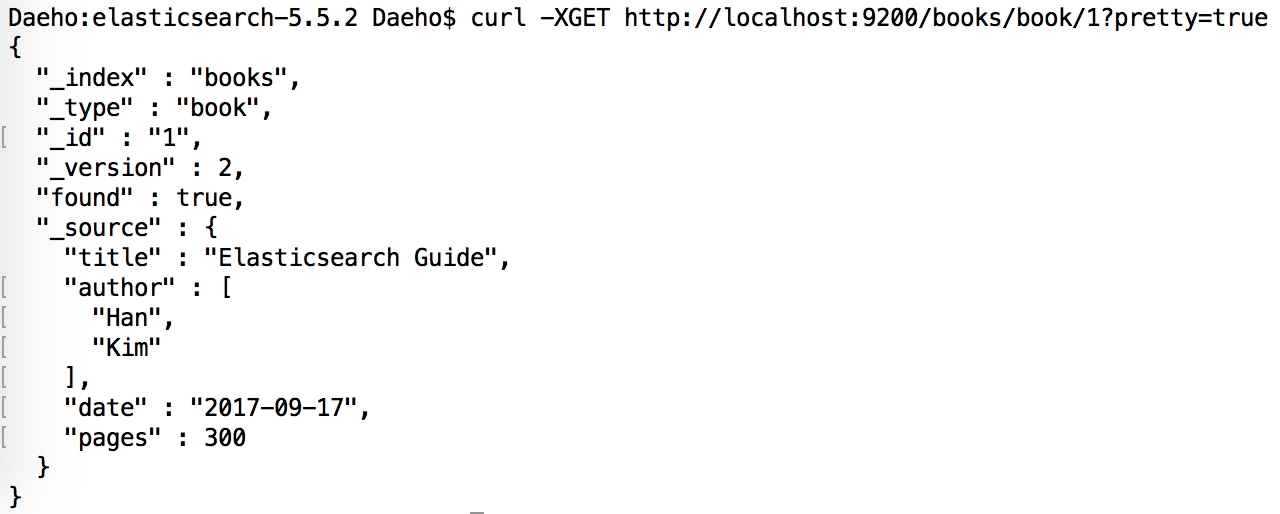 Daeho:elasticsearch-5.5.2 Daeho$ curl -XGET http://localhost:9200/books/book/1?pretty=true
{
  "_index" : "books",
  "_type" : "book",
[  "_id" : "1",
  "_version" : 2,
  "found" : true,
  "_source" : {
    "title" : "Elasticsearch Guide",
[    "author" : [
[      "Han",
[      "Kim"
[    ],
[    "date" : "2017-09-17",
[    "pages" : 300
  }
}